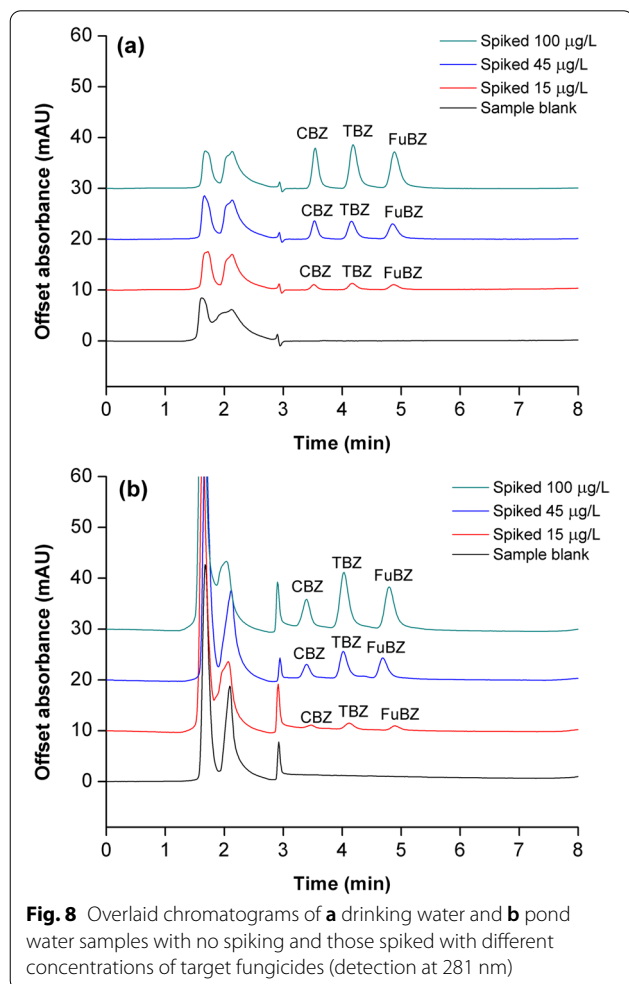 (a)
Spiked 100 μg/L
Spiked 45 μg/L
Spiked 15 μg/L
Sample blank
60
50
40
30
20
10
0
Offset absorbance (mAU)
CBZ TBZ FuBZ
CBZ TBZ FuBZ
CBZ TBZ FuBZ
0 1 2 3 4 5 6 7 8
Time (min)
(b)
Spiked 100 μg/L
Spiked 45 μg/L
Spiked 15 μg/L
Sample blank
60
50
40
30
20
10
0
Offset absorbance (mAU)
CBZ TBZ FuBZ
CBZ TBZ FuBZ
CBZ TBZ FuBZ
0 1 2 3 4 5 6 7 8
Time (min)
Fig. 8 Overlaid chromatograms of a drinking water and b pond
water samples with no spiking and those spiked with different
concentrations of target fungicides (detection at 281 nm)